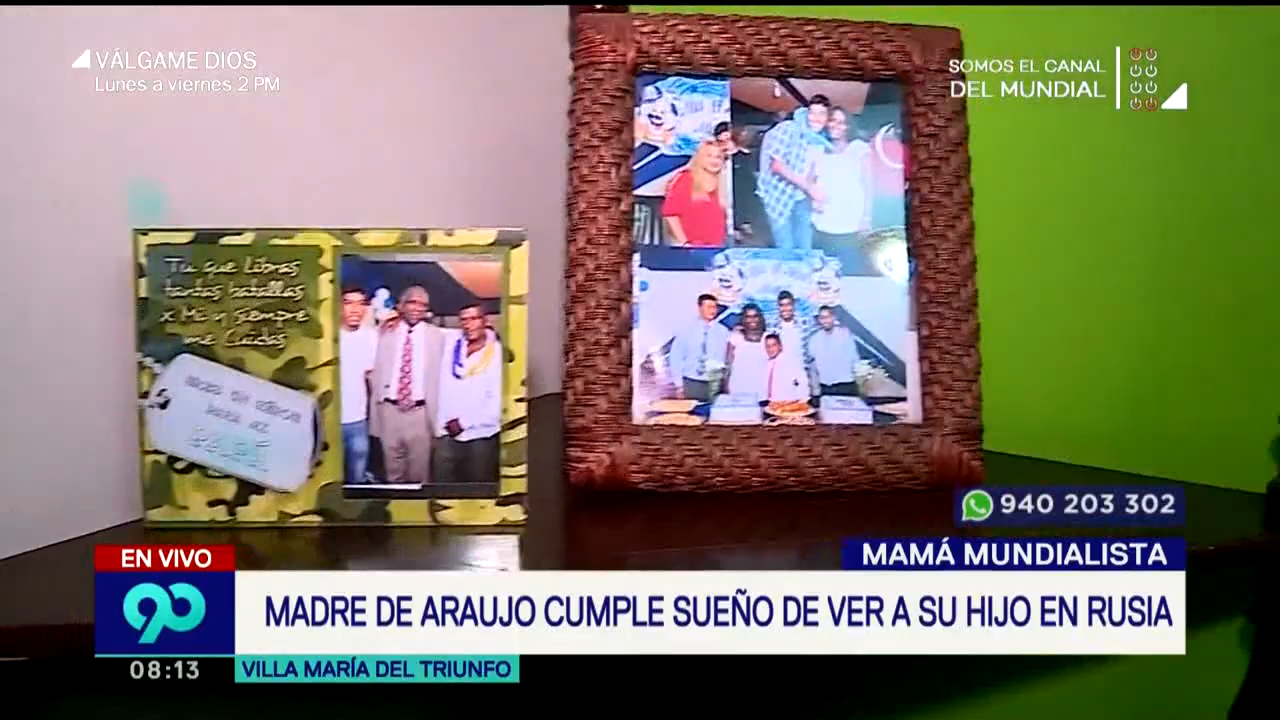 VÁLGAME DIOS
Lunes a viernes 2 PM
SOMOS EL CANAL
DEL MUNDIAL
Tu que libras
tantas batallas
x Mi y siempre
me Cuidas
940 203 302
MAMÁ MUNDIALISTA
EN VIVO
90
MADRE DE ARAUJO CUMPLE SUEÑO DE VER A SU HIJO EN RUSIA
08:13
VILLA MARÍA DEL TRIUNFO